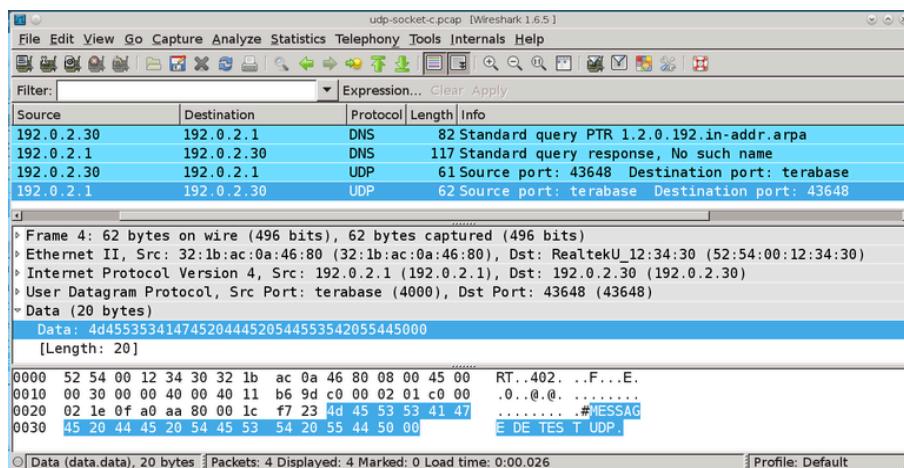 udp-socket-c.pcap [Wireshark 1.6.5 ]
File Edit View Go Capture Analyze Statistics Telephony Tools Internals Help
Filter: Expression... Clear Apply
Source Destination Protocol Length Info
192.0.2.30 192.0.2.1 DNS 82 Standard query PTR 1.2.0.192.in-addr.arpa
192.0.2.1 192.0.2.30 DNS 117 Standard query response, No such name
192.0.2.30 192.0.2.1 UDP 61 Source port: 43648 Destination port: terabase
192.0.2.1 192.0.2.30 UDP 62 Source port: terabase Destination port: 43648
Frame 4: 62 bytes on wire (496 bits), 62 bytes captured (496 bits)
Ethernet II, Src: 32:1b:ac:0a:46:80 (32:1b:ac:0a:46:80), Dst: RealtekU_12:34:30 (52:54:00:12:34:30)
Internet Protocol Version 4, Src: 192.0.2.1 (192.0.2.1), Dst: 192.0.2.30 (192.0.2.30)
User Datagram Protocol, Src Port: terabase (4000), Dst Port: 43648 (43648)
Data (20 bytes)
Data: 4d45535341474520444520544553542055445000
[Length: 20]
0000 52 54 00 12 34 30 32 1b ac 0a 46 80 08 00 45 00 RT..402. ..F...E.
0010 00 30 00 00 40 00 40 11 b6 9d c0 00 02 01 c0 00 .0..@.@. ........
0020 02 1e 0f a0 aa 80 00 1c f7 23 4d 45 53 53 41 47 ........ .#MESSAG
0030 45 20 44 45 20 54 45 53 54 20 55 44 50 00 E DE TES T UDP.
Data (data.data), 20 bytes Packets: 4 Displayed: 4 Marked: 0 Load time: 0:00.026 Profile: Default